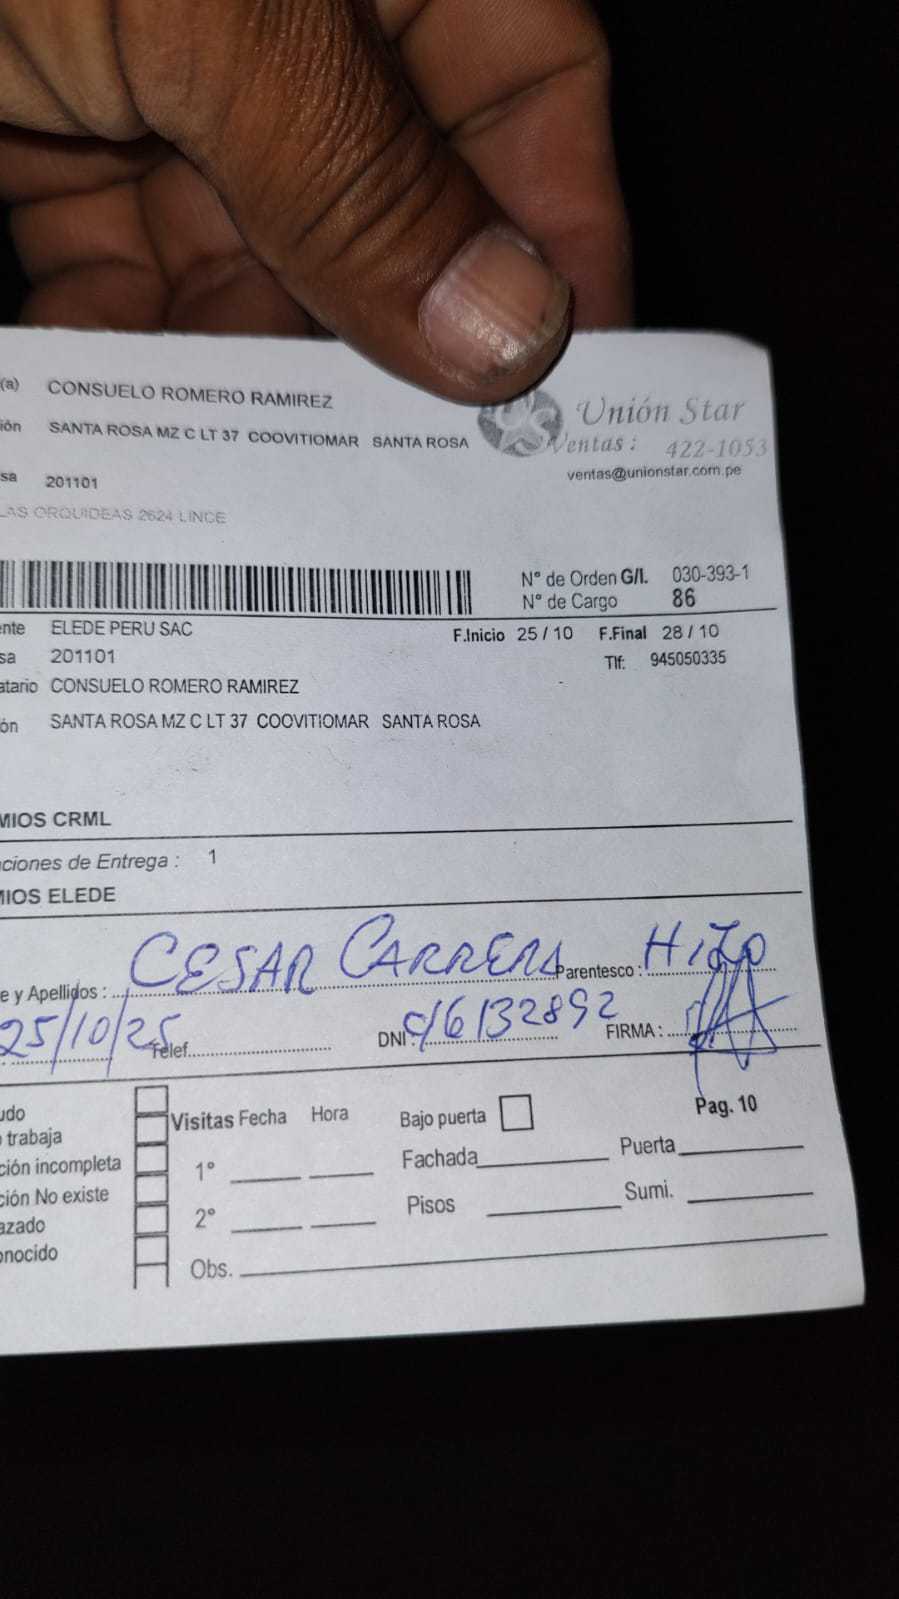 (a) CONSUELO ROMERO RAMIREZ
ión SANTA ROSA MZ C LT 37 COOVITIOMAR SANTA ROSA
sa 201101
LAS ORQUIDEAS 2624 LINCE
Unión Star
Ventas : 422-1053
ventas@unionstar.com.pe
N° de Orden G/I. 030-393-1
N° de Cargo 86
ente ELEDE PERU SAC F.Inicio 25 / 10 F.Final 28 / 10
sa 201101 Tlf: 945050335
atario CONSUELO ROMERO RAMIREZ
ón SANTA ROSA MZ C LT 37 COOVITIOMAR SANTA ROSA
MIOS CRML
ciones de Entrega : 1
MIOS ELEDE
e y Apellidos : CESAR CARRERA Parentesco : HIJO
25/10/25 Telef. DNI : 16132892 FIRMA :
Pag. 10
udo
trabaja
ción incompleta
ción No existe
azado
onocido
Visitas Fecha Hora Bajo puerta
1° Fachada Puerta
2° Pisos Sumi.
Obs.